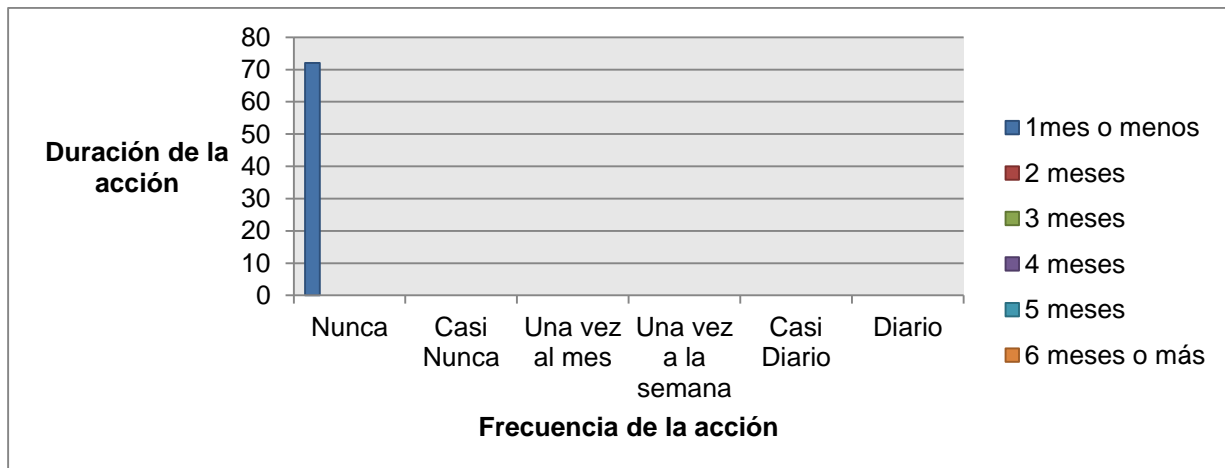 80
70
60
50
40
30
20
10
0
Duración de la
acción
Nunca
Casi
Nunca
Una vez
al mes
Una vez
a la
semana
Casi
Diario
Diario
Frecuencia de la acción
1mes o menos
2 meses
3 meses
4 meses
5 meses
6 meses o más